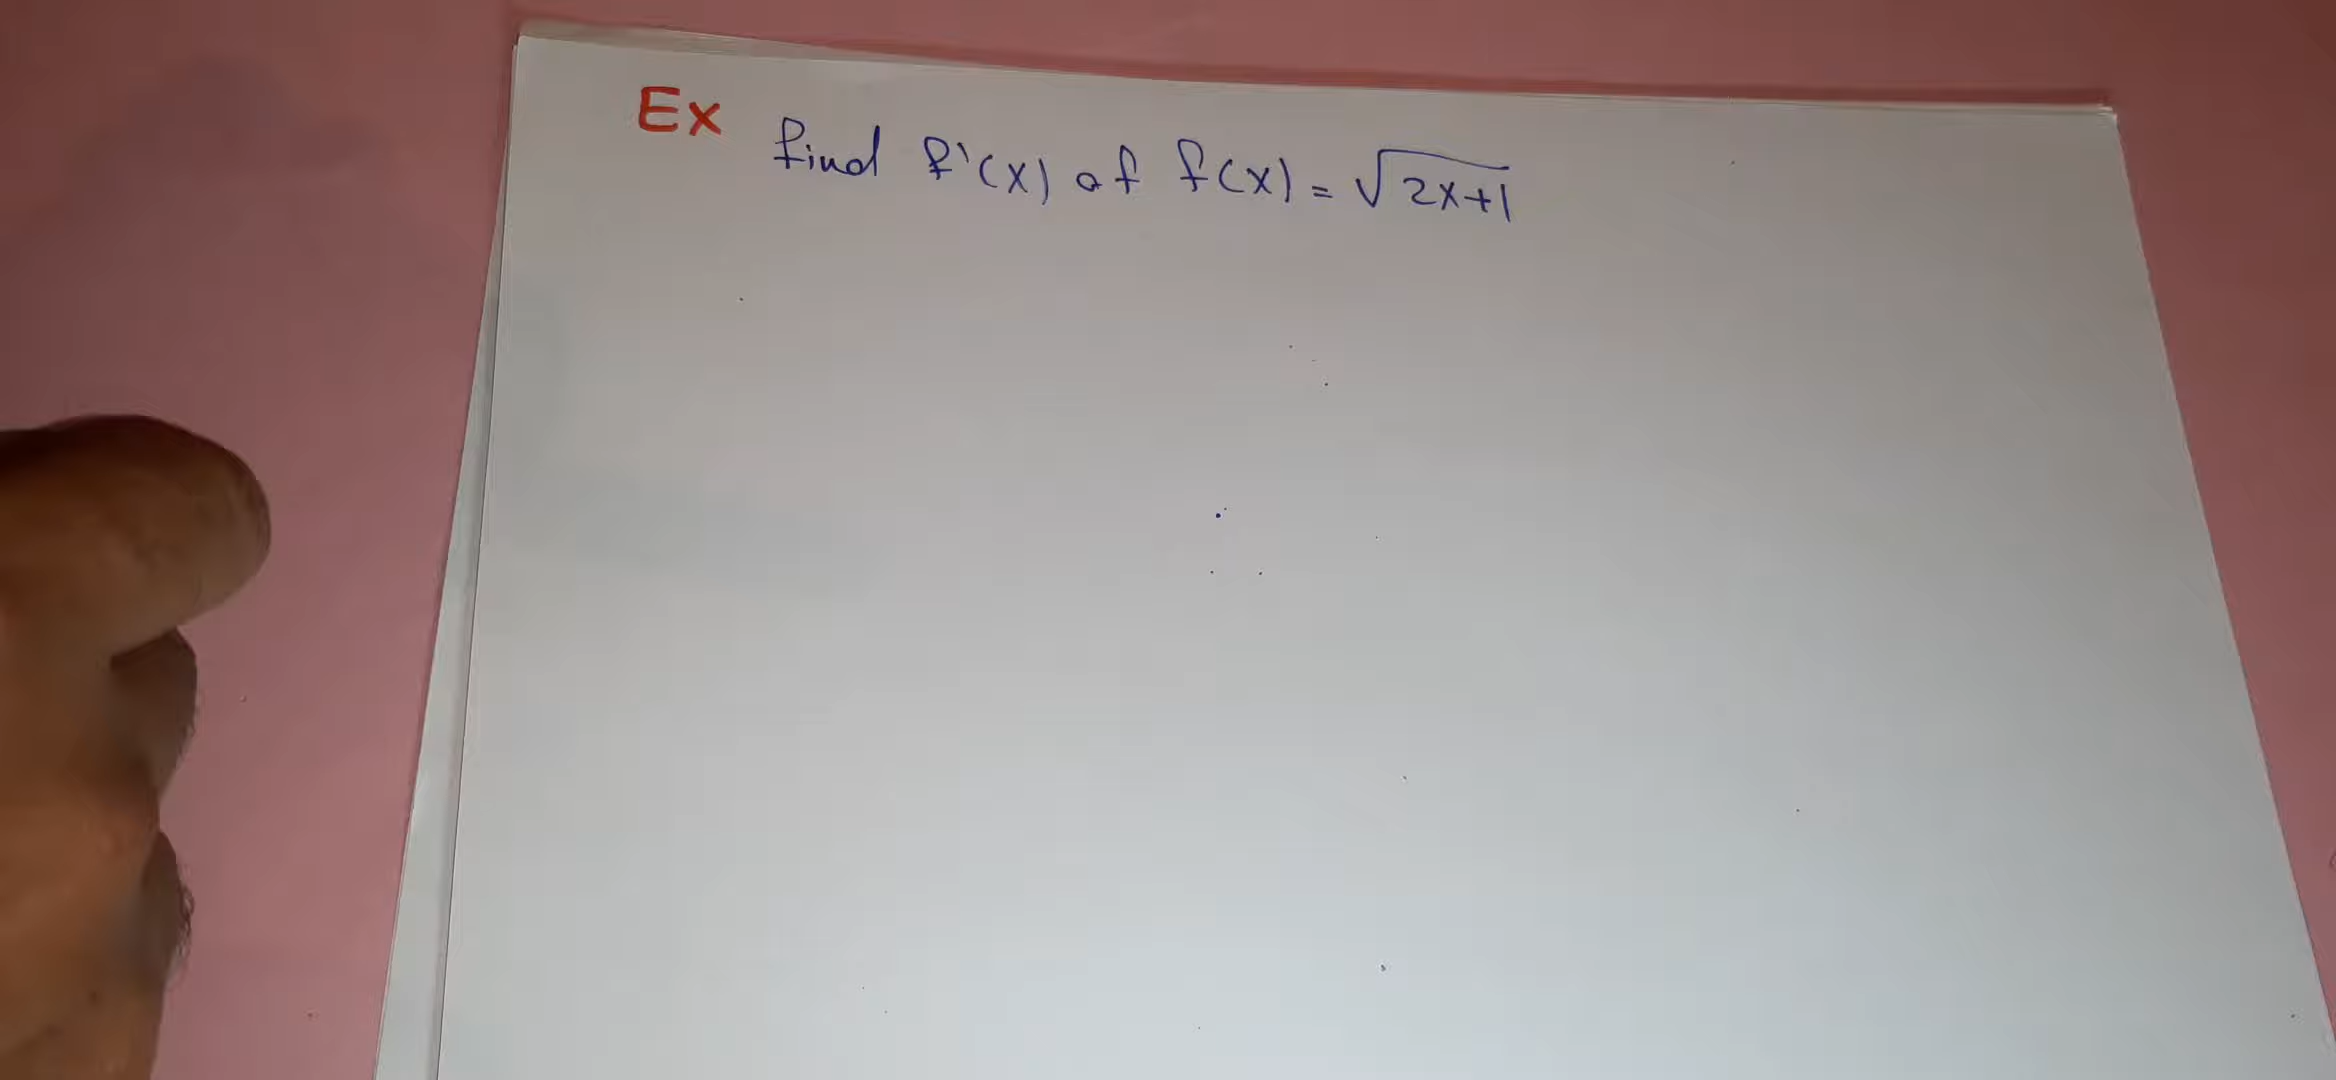 Ex find f'(x) of f(x) = √2x+1